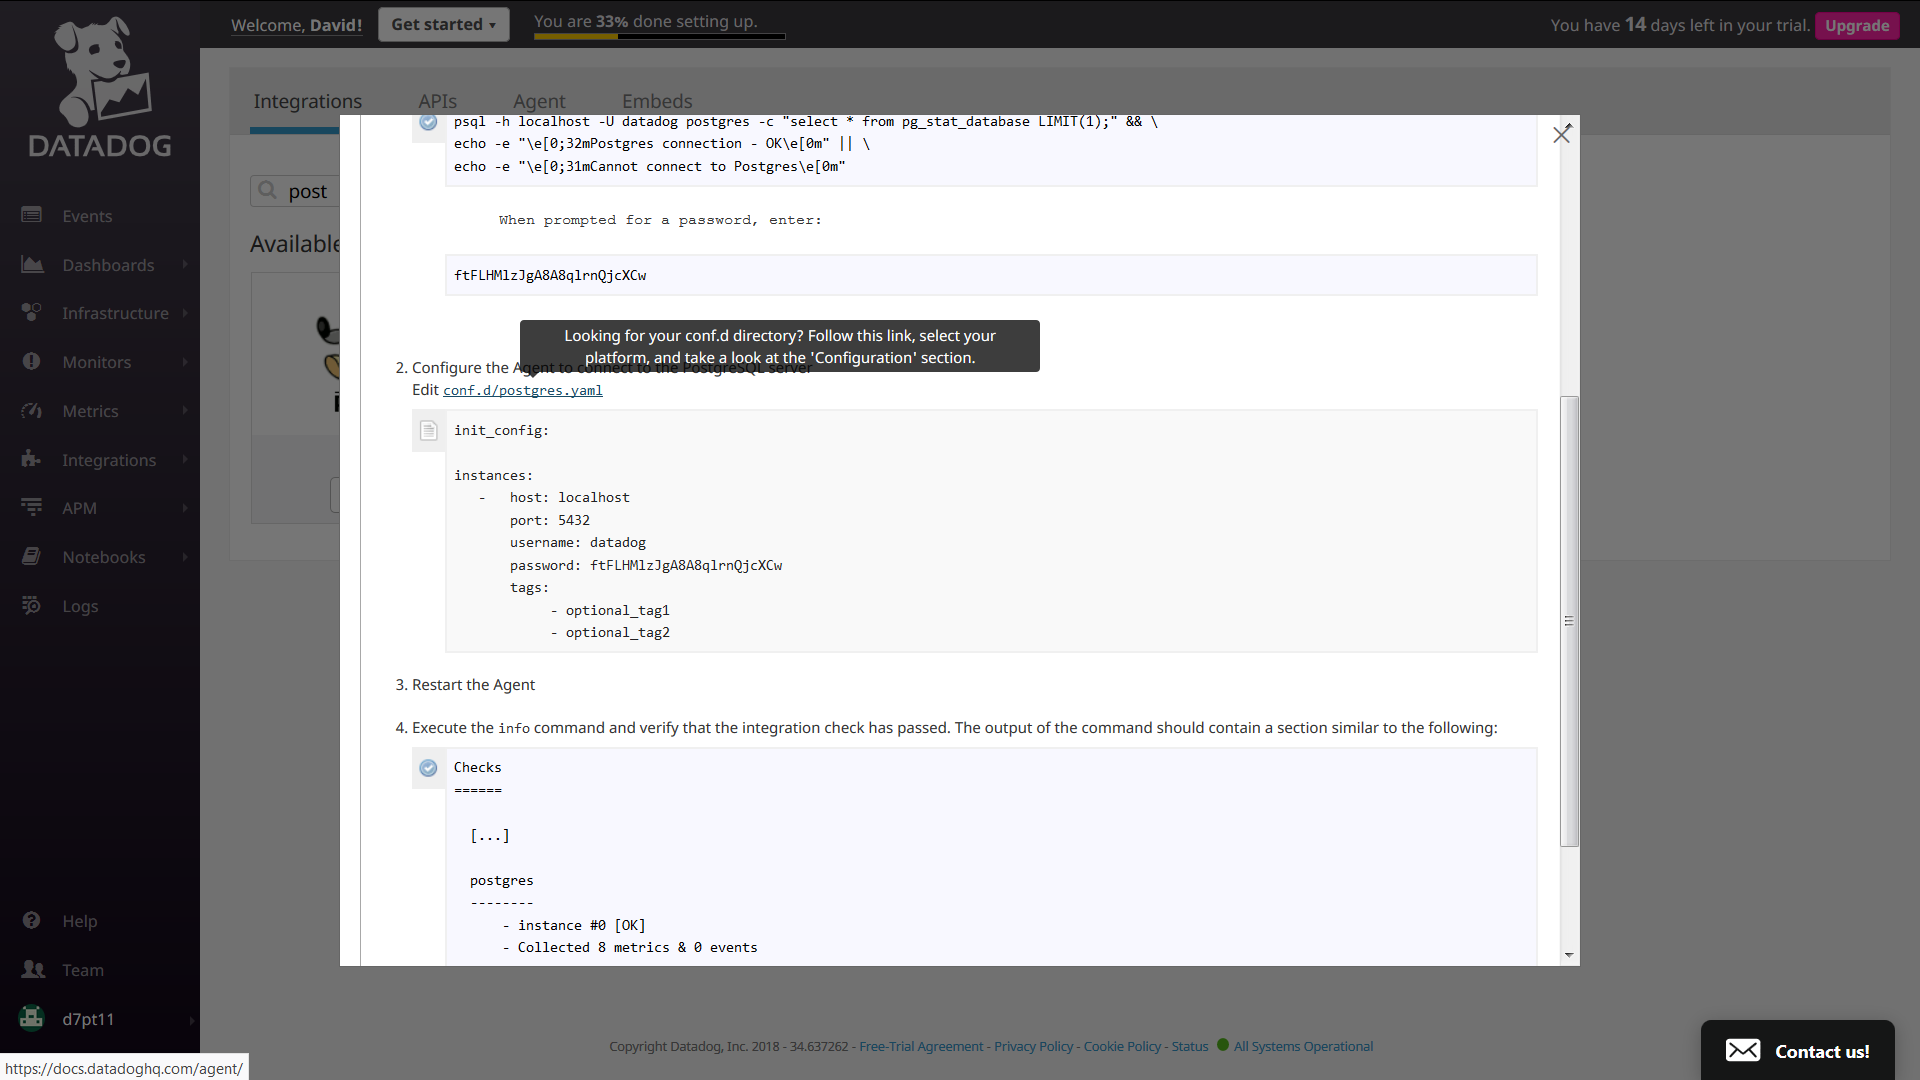 Welcome, David!
Get started ▾
You are 33% done setting up.
You have 14 days left in your trial.
Upgrade
DATADOG
Events
Dashboards
Infrastructure
Monitors
Metrics
Integrations
APM
Notebooks
Logs
Help
Team
d7pt11
Integrations
APIs
Agent
Embeds
post
Available
psql -h localhost -U datadog postgres -c "select * from pg_stat_database LIMIT(1);" && \
echo -e "\e[0;32mPostgres connection - OK\e[0m" || \
echo -e "\e[0;31mCannot connect to Postgres\e[0m"
When prompted for a password, enter:
ftFLHMlzJgA8A8qlrnQjcXCw
Looking for your conf.d directory? Follow this link, select your
platform, and take a look at the 'Configuration' section.
2. Configure the Agent to connect to the PostgreSQL server
Edit conf.d/postgres.yaml
init_config:
instances:
-   host: localhost
port: 5432
username: datadog
password: ftFLHMlzJgA8A8qlrnQjcXCw
tags:
- optional_tag1
- optional_tag2
3. Restart the Agent
4. Execute the info command and verify that the integration check has passed. The output of the command should contain a section similar to the following:
Checks
======
[...]
postgres
--------
- instance #0 [OK]
- Collected 8 metrics & 0 events
Copyright Datadog, Inc. 2018 - 34.637262 - Free-Trial Agreement - Privacy Policy - Cookie Policy - Status All Systems Operational
Contact us!
https://docs.datadoghq.com/agent/